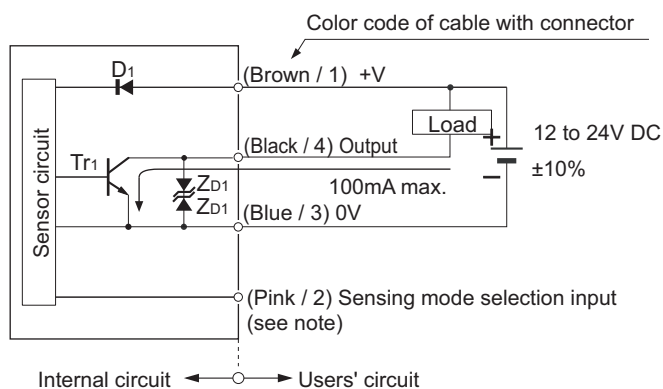 Color code of cable with connector
D1
(Brown / 1) +V
Load
+
12 to 24V DC
±10%
−
(Black / 4) Output
Tr1
ZD1
ZD1
100mA max.
(Blue / 3) 0V
Sensor circuit
(Pink / 2) Sensing mode selection input
(see note)
Internal circuit
Users' circuit